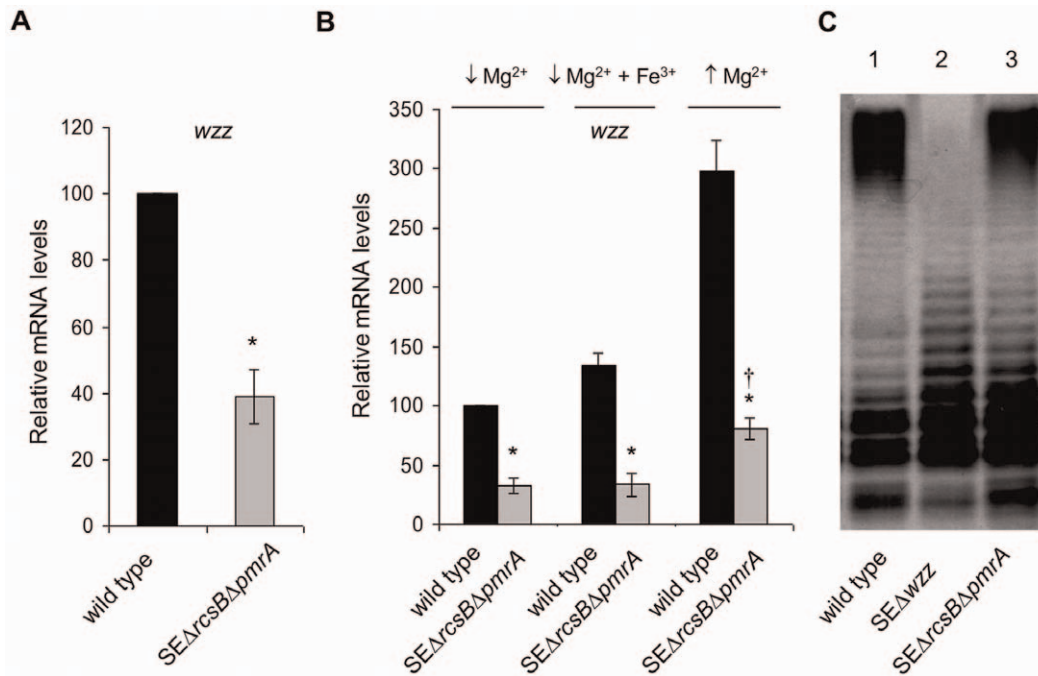 A
wzz
Relative mRNA levels
120
100
80
60
40
20
0
*
wild type
SEΔrcsBΔpmrA
B
↓ Mg²⁺
↓ Mg²⁺ + Fe³⁺
↑ Mg²⁺
wzz
Relative mRNA levels
350
300
250
200
150
100
50
0
*
*
†
*
wild type
SEΔrcsBΔpmrA
wild type
SEΔrcsBΔpmrA
wild type
SEΔrcsBΔpmrA
C
1 2 3
wild type
SEΔwzz
SEΔrcsBΔpmrA